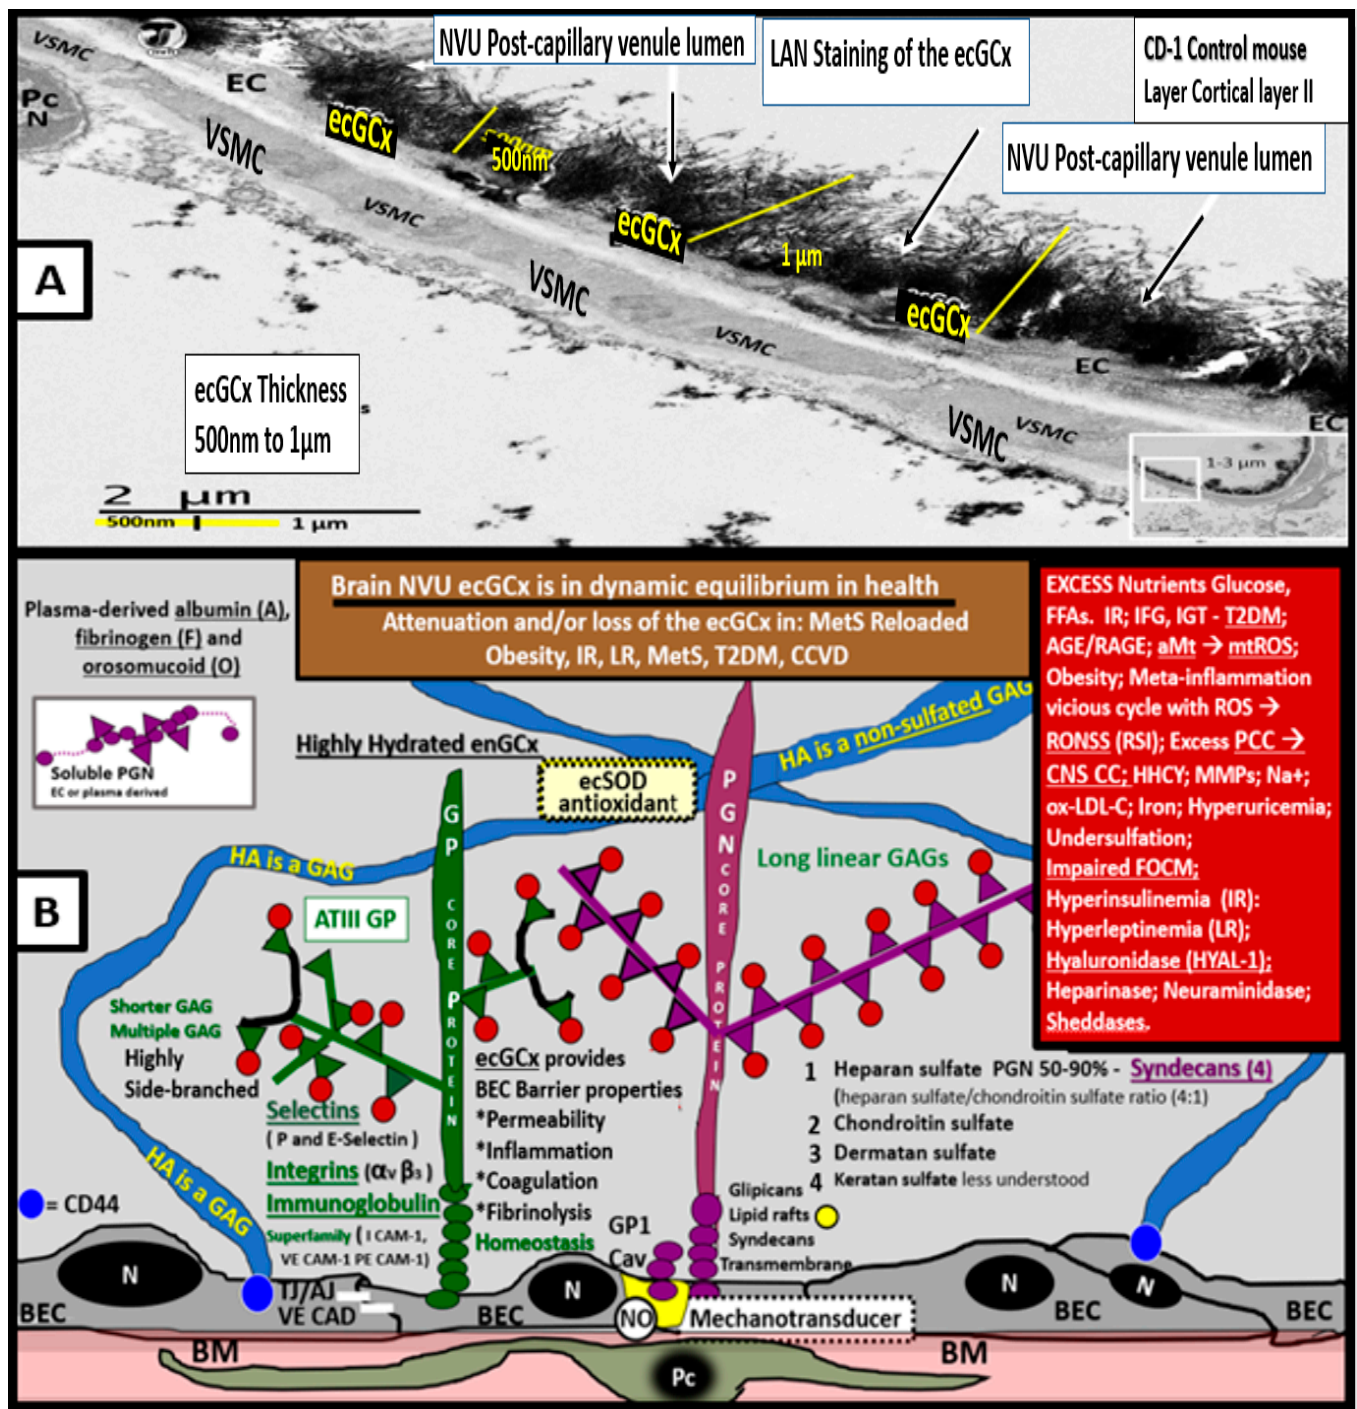 VSMC
Pc
N
EC
NVU Post-capillary venule lumen
LAN Staining of the ecGCx
CD-1 Control mouse
Layer Cortical layer II
NVU Post-capillary venule lumen
VSMC
ecGCx
500nm
VSMC
ecGCx
1 µm
VSMC
ecGCx
VSMC
EC
A
ecGCx Thickness
500nm to 1µm
VSMC
VSMC
EC
1-3 µm
2 µm
500nm
1 µm
Plasma-derived albumin (A),
fibrinogen (F) and
orosomucoid (O)
Soluble PGN
EC or plasma derived
Brain NVU ecGCx is in dynamic equilibrium in health
Attenuation and/or loss of the ecGCx in: MetS Reloaded
Obesity, IR, LR, MetS, T2DM, CCVD
EXCESS Nutrients Glucose,
FFAs. IR; IFG, IGT - T2DM;
AGE/RAGE; aMt → mtROS;
Obesity; Meta-inflammation
vicious cycle with ROS →
RONSS (RSI); Excess PCC →
CNS CC; HHCY; MMPs; Na+;
ox-LDL-C; Iron; Hyperuricemia;
Undersulfation;
Impaired FOCM;
Hyperinsulinemia (IR):
Hyperleptinemia (LR);
Hyaluronidase (HYAL-1);
Heparinase; Neuraminidase;
Sheddases.
Highly Hydrated enGCx
ecSOD
antioxidant
HA is a non-sulfated GAG
HA is a GAG
GP CORE PROTEIN
PGN CORE PROTEIN
Long linear GAGs
B
ATIII GP
Shorter GAG
Multiple GAG
Highly
Side-branched
Selectins
( P and E-Selectin )
Integrins (αv β3 )
Immunoglobulin
Superfamily ( I CAM-1,
VE CAM-1 PE CAM-1)
ecGCx provides
BEC Barrier properties
*Permeability
*Inflammation
*Coagulation
*Fibrinolysis
Homeostasis
1 Heparan sulfate PGN 50-90% - Syndecans (4)
(heparan sulfate/chondroitin sulfate ratio (4:1)
2 Chondroitin sulfate
3 Dermatan sulfate
4 Keratan sulfate less understood
HA is a GAG
= CD44
GP1
Cav
Glipicans
Lipid rafts
Syndecans
Transmembrane
N
BEC
TJ/AJ
VE CAD
BEC
N
NO
Mechanotransducer
N
BEC
N
BEC
BM
Pc
BM